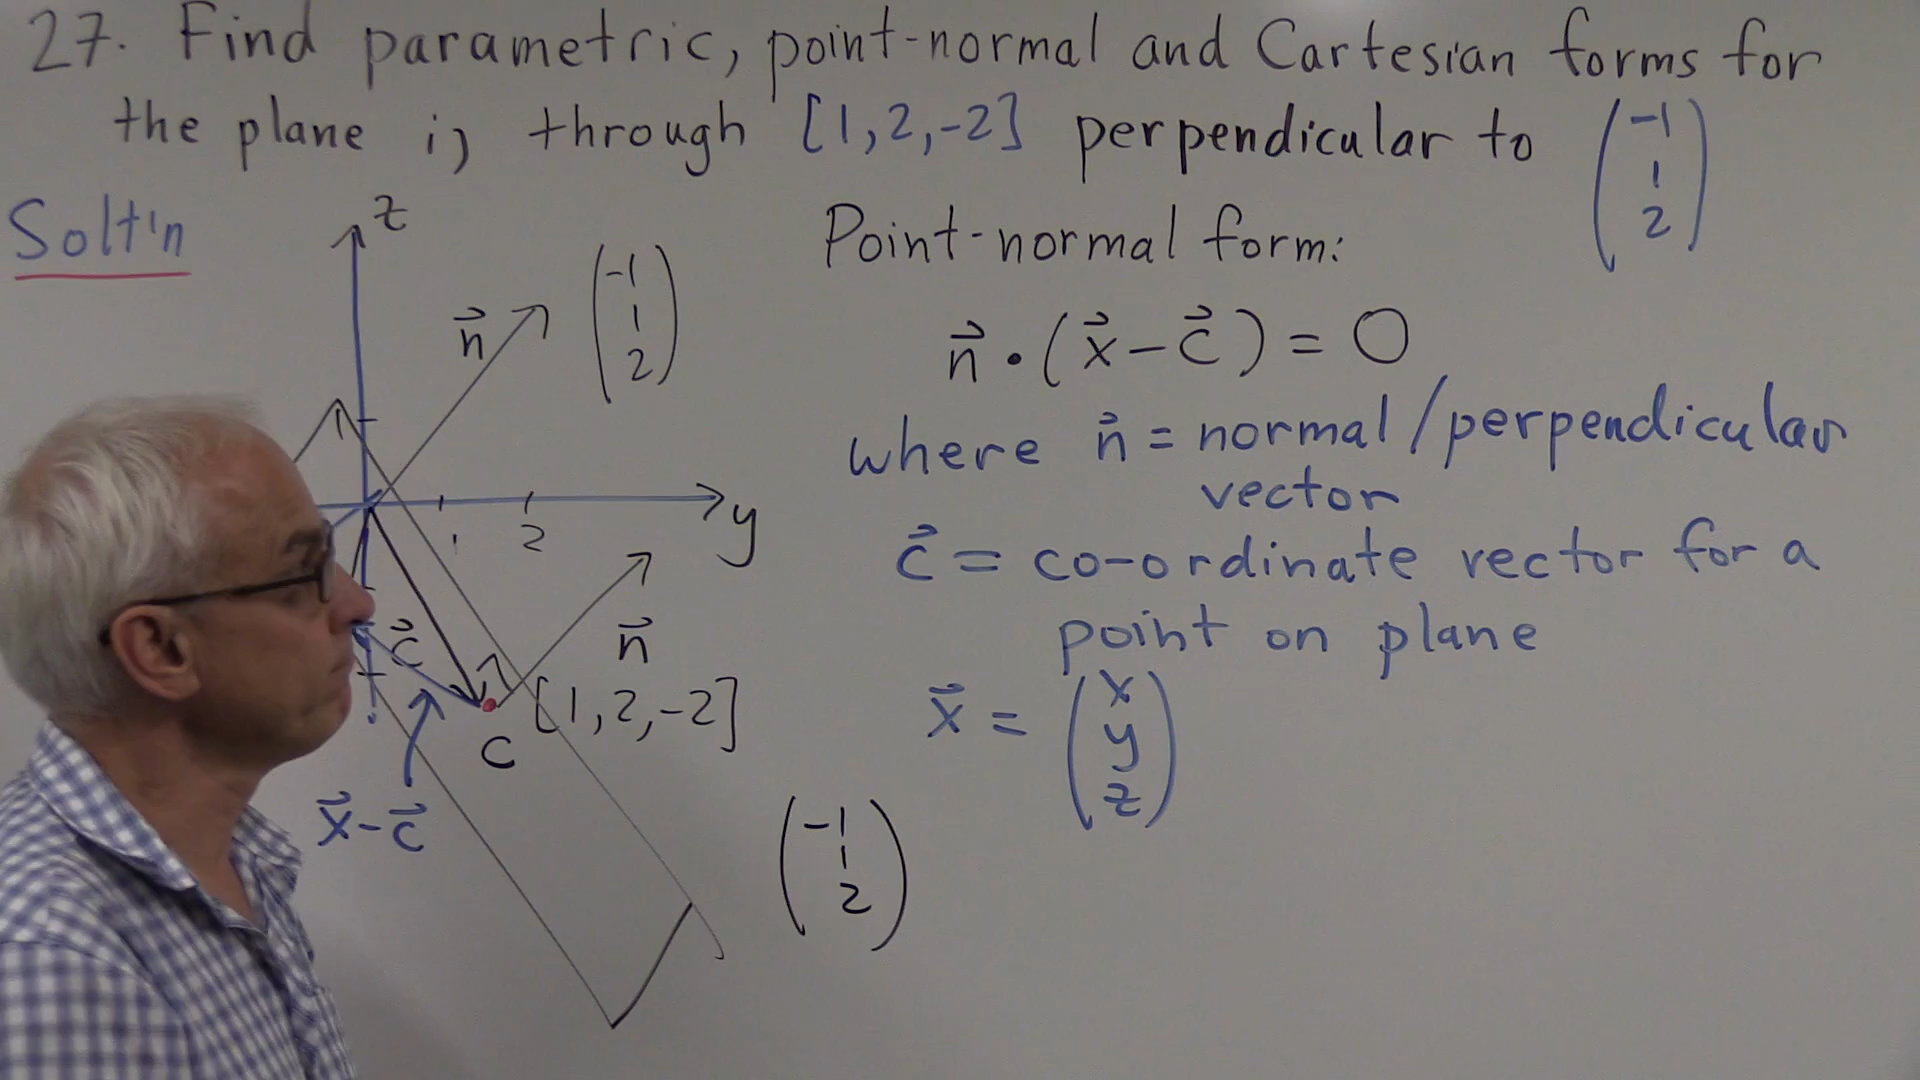 27. Find parametric, point-normal and Cartesian forms for
the plane i) through [1,2,-2] perpendicular to (-1
1
2)
Solt'n
z
n⃗
(-1
1
2)
y
1
2
c⃗
n⃗
[1,2,-2]
C
x⃗-c⃗
Point-normal form:
n⃗ • (x⃗ - c⃗) = 0
where n⃗ = normal/perpendicular
vector
c⃗ = co-ordinate vector for a
point on plane
x⃗ = (x
y
z)
(-1
1
2)